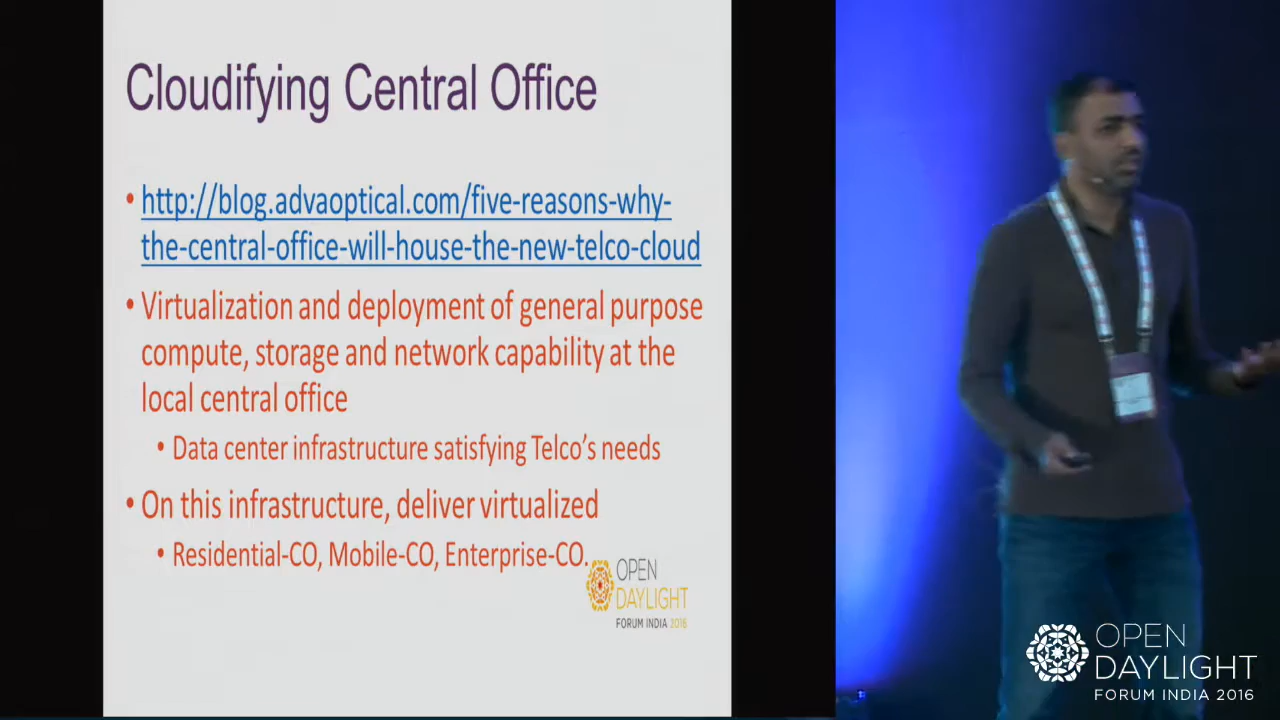 Cloudifying Central Office
• http://blog.advaoptical.com/five-reasons-why-
the-central-office-will-house-the-new-telco-cloud
• Virtualization and deployment of general purpose
compute, storage and network capability at the
local central office
• Data center infrastructure satisfying Telco's needs
• On this infrastructure, deliver virtualized
• Residential-CO, Mobile-CO, Enterprise-CO.
OPEN
DAYLIGHT
FORUM INDIA 2016
OPEN
DAYLIGHT
FORUM INDIA 2016